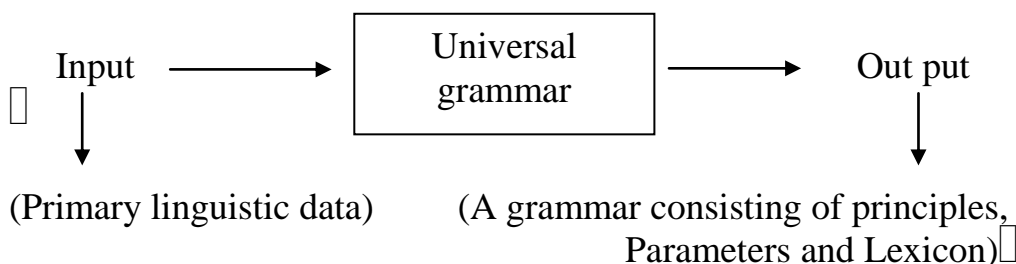 Input
Universal
grammar
Out put
(Primary linguistic data)
(A grammar consisting of principles,
Parameters and Lexicon)